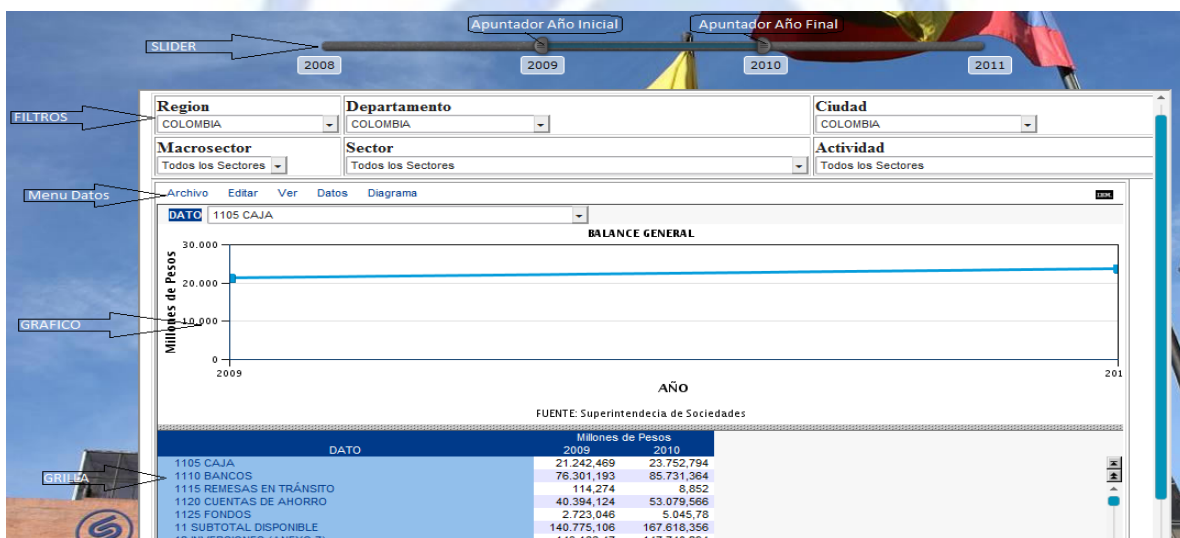 Apuntador Año Inicial
Apuntador Año Final
SLIDER
2008
2009
2010
2011
FILTROS
Region
Departamento
Ciudad
COLOMBIA
COLOMBIA
COLOMBIA
Macrosector
Sector
Actividad
Todos los Sectores
Todos los Sectores
Todos los Sectores
Menu Datos
Archivo Editar Ver Datos Diagrama
IBM
DATO 1105 CAJA
BALANCE GENERAL
Millones de Pesos
30.000
20.000
10.000
0
GRAFICO
2009
201
AÑO
FUENTE: Superintendecia de Sociedades
Millones de Pesos
DATO 2009 2010
1105 CAJA 21.242,469 23.752,794
GRILLA
1110 BANCOS 76.301,193 85.731,364
1115 REMESAS EN TRÁNSITO 114,274 8,852
1120 CUENTAS DE AHORRO 40.394,124 53.079,566
1125 FONDOS 2.723,046 5.045,78
11 SUBTOTAL DISPONIBLE 140.775,106 167.618,356